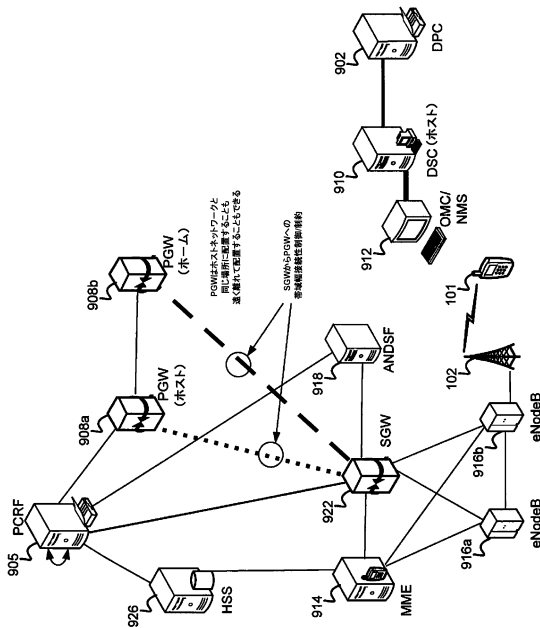 905
PCRF
926
HSS
914
MME
908a
PGW
(ホスト)
908b
PGW
(ホーム)
PGWはホストネットワークと
同じ場所に配置することも
遠く離れて配置することもできる
SGWからPGWへの
帯域幅接続性制御/制約
922
SGW
918
ANDSF
916a
eNodeB
916b
eNodeB
102
101
912
OMC/
NMS
910
DSC (ホスト)
902
DPC